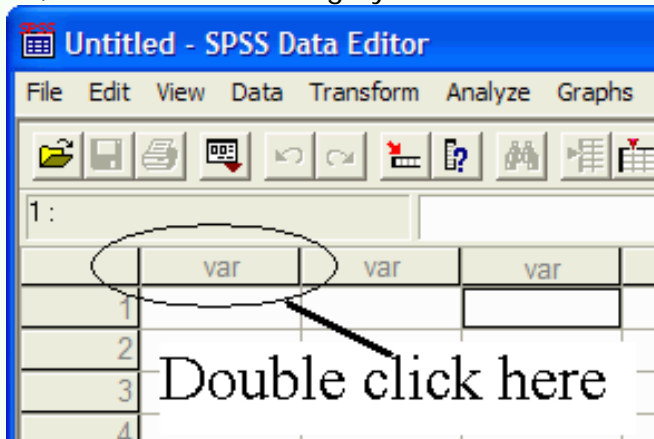 SPSS
Untitled - SPSS Data Editor
File Edit View Data Transform Analyze Graphs
1 :
var var var
1
2
Double click here
3
4